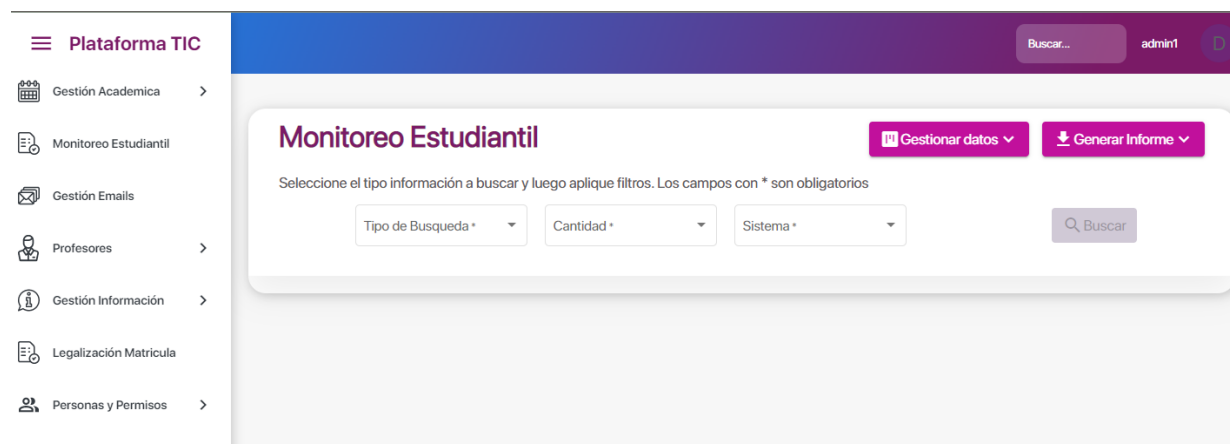 Plataforma TIC
Buscar...
admin1
D
Gestión Academica
Monitoreo Estudiantil
Gestión Emails
Profesores
Gestión Información
Legalización Matricula
Personas y Permisos
Monitoreo Estudiantil
Gestionar datos
Generar Informe
Seleccione el tipo información a buscar y luego aplique filtros. Los campos con * son obligatorios
Tipo de Busqueda *
Cantidad *
Sistema *
Buscar